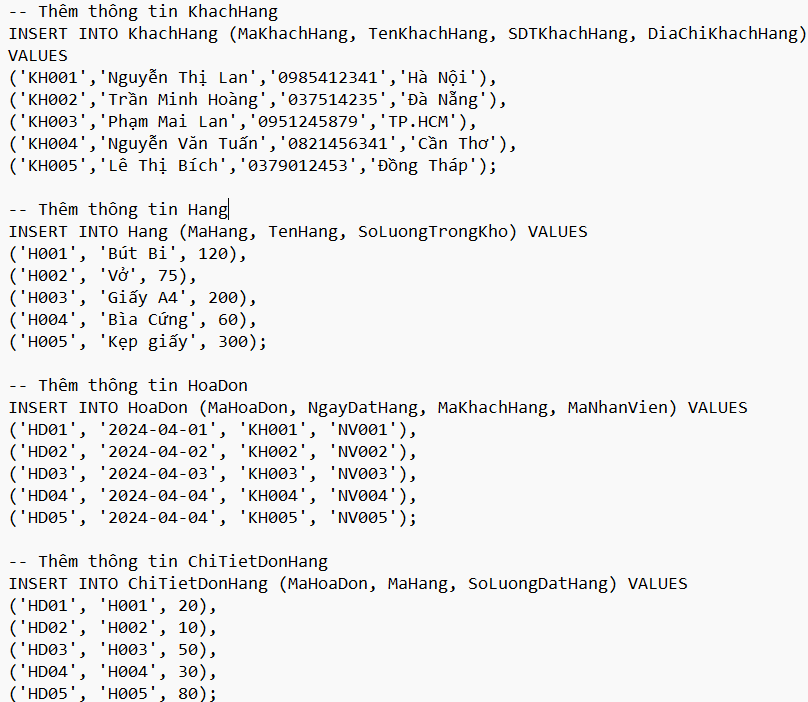 -- Thêm thông tin KhachHang
INSERT INTO KhachHang (MaKhachHang, TenKhachHang, SDTKhachHang, DiaChiKhachHang)
VALUES
('KH001','Nguyễn Thị Lan','0985412341','Hà Nội'),
('KH002','Trần Minh Hoàng','037514235','Đà Nẵng'),
('KH003','Phạm Mai Lan','0951245879','TP.HCM'),
('KH004','Nguyễn Văn Tuấn','0821456341','Cần Thơ'),
('KH005','Lê Thị Bích','0379012453','Đồng Tháp');
-- Thêm thông tin Hang
INSERT INTO Hang (MaHang, TenHang, SoLuongTrongKho) VALUES
('H001', 'Bút Bi', 120),
('H002', 'Vở', 75),
('H003', 'Giấy A4', 200),
('H004', 'Bìa Cứng', 60),
('H005', 'Kẹp giấy', 300);
-- Thêm thông tin HoaDon
INSERT INTO HoaDon (MaHoaDon, NgayDatHang, MaKhachHang, MaNhanVien) VALUES
('HD01', '2024-04-01', 'KH001', 'NV001'),
('HD02', '2024-04-02', 'KH002', 'NV002'),
('HD03', '2024-04-03', 'KH003', 'NV003'),
('HD04', '2024-04-04', 'KH004', 'NV004'),
('HD05', '2024-04-04', 'KH005', 'NV005');
-- Thêm thông tin ChiTietDonHang
INSERT INTO ChiTietDonHang (MaHoaDon, MaHang, SoLuongDatHang) VALUES
('HD01', 'H001', 20),
('HD02', 'H002', 10),
('HD03', 'H003', 50),
('HD04', 'H004', 30),
('HD05', 'H005', 80);